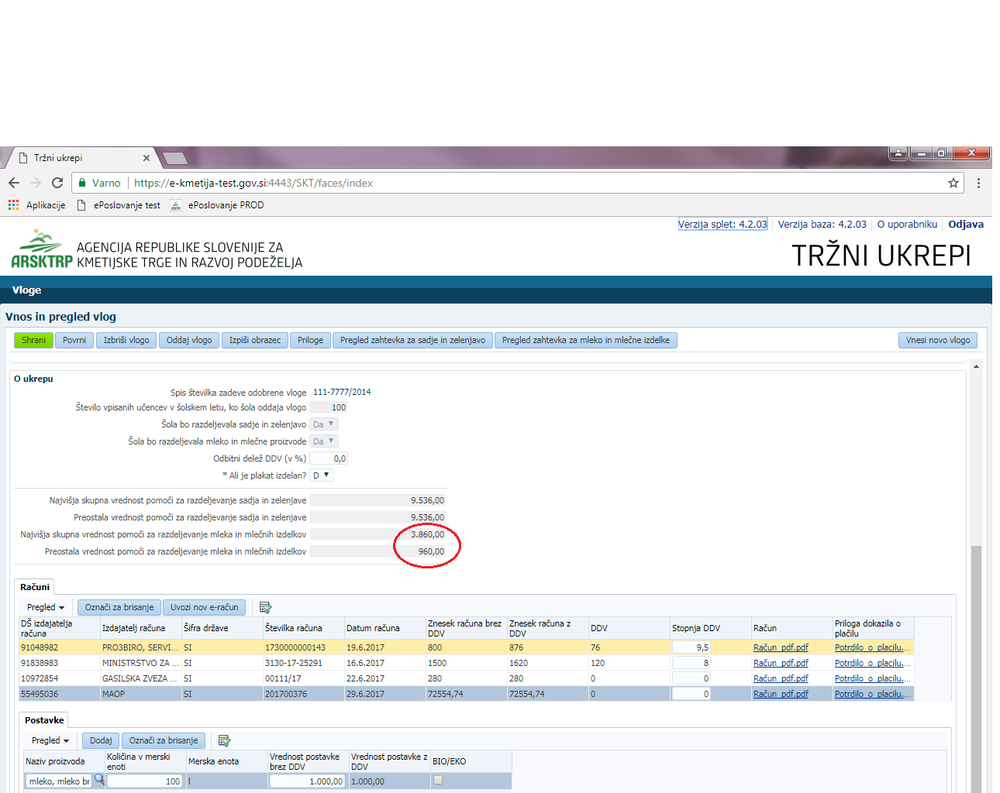 Tržni ukrepi
Varno https://e-kmetija-test.gov.si:4443/SKT/faces/index
Aplikacije ePoslovanje test ePoslovanje PROD
Verzija splet: 4.2.03 Verzija baza: 4.2.03 O uporabniku Odjava
ARSKTRP
AGENCIJA REPUBLIKE SLOVENIJE ZA
KMETIJSKE TRGE IN RAZVOJ PODEŽELJA
TRŽNI UKREPI
Vloge
Vnos in pregled vlog
Shrani Povrni Izbriši vlogo Oddaj vlogo Izpiši obrazec Priloge Pregled zahtevka za sadje in zelenjavo Pregled zahtevka za mleko in mlečne izdelke Vnesi novo vlogo
O ukrepu
Spis številka zadeve odobrene vloge 111-7777/2014
Število vpisanih učencev v šolskem letu, ko šola oddaja vlogo 100
Šola bo razdeljevala sadje in zelenjavo Da
Šola bo razdeljevala mleko in mlečne proizvode Da
Odbitni delež DDV (v %) 0,0
* Ali je plakat izdelan? D
Najvišja skupna vrednost pomoči za razdeljevanje sadja in zelenjave 9.536,00
Preostala vrednost pomoči za razdeljevanje sadja in zelenjave 9.536,00
Najvišja skupna vrednost pomoči za razdeljevanje mleka in mlečnih izdelkov 3.860,00
Preostala vrednost pomoči za razdeljevanje mleka in mlečnih izdelkov 960,00
Računi
Pregled Označi za brisanje Uvozi nov e-račun
DŠ izdajatelja računa Izdajatelj računa Šifra države Številka računa Datum računa Znesek računa brez DDV Znesek računa z DDV DDV Stopnja DDV Račun Priloga dokazila o plačilu
91048982 PRO3BIRO, SERVI... SI 1730000000143 19.6.2017 800 876 76 9,5 Račun_pdf.pdf Potrdilo_o_placilu....
91838983 MINISTRSTVO ZA ... SI 3130-17-25291 16.6.2017 1500 1620 120 8 Račun_pdf.pdf Potrdilo_o_placilu....
10972854 GASILSKA ZVEZA ... SI 00111/17 22.6.2017 280 280 0 0 Račun_pdf.pdf Potrdilo_o_placilu....
55495036 MAOP SI 201700376 29.6.2017 72554,74 72554,74 0 0 Račun_pdf.pdf Potrdilo_o_placilu....
Postavke
Pregled Dodaj Označi za brisanje
Naziv proizvoda Količina v merski enoti Merska enota Vrednost postavke brez DDV Vrednost postavke z DDV BIO/EKO
mleko, mleko br 100 l 1.000,00 1.000,00